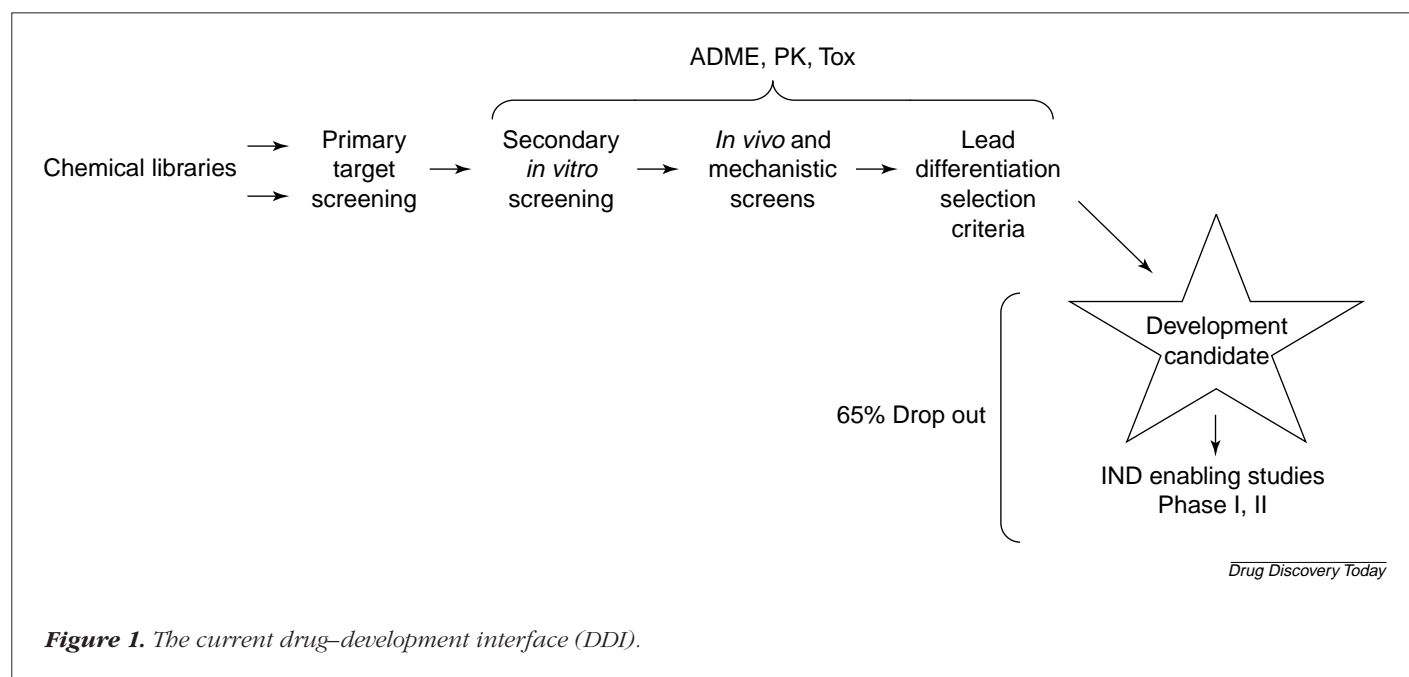 ADME, PK, Tox
Chemical libraries
Primary
target
screening
Secondary
in vitro
screening
In vivo and
mechanistic
screens
Lead
differentiation
selection
criteria
Development
candidate
65% Drop out
IND enabling studies
Phase I, II
Drug Discovery Today
Figure 1. The current drug–development interface (DDI).